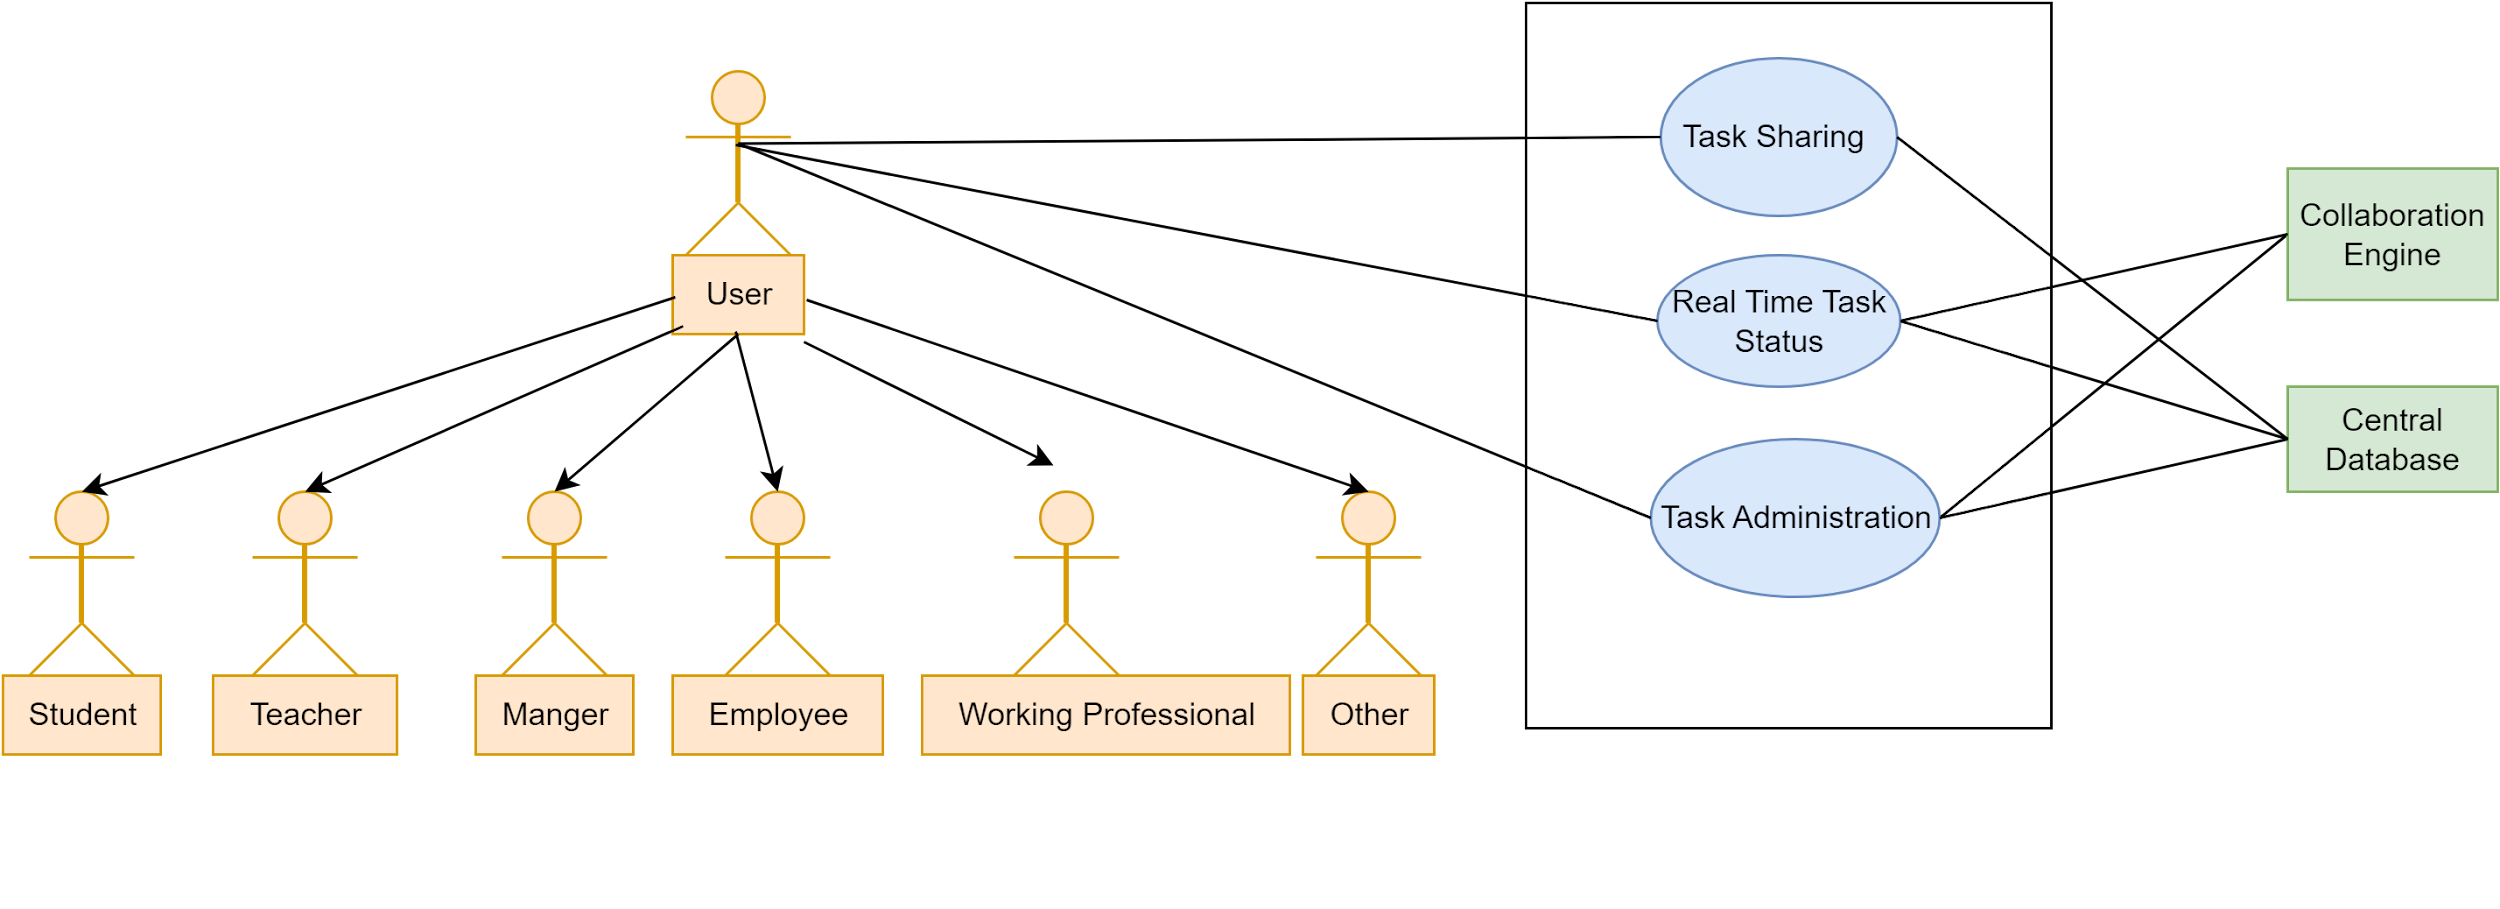 Task Sharing
Collaboration
Engine
User
Real Time Task
Status
Central
Database
Task Administration
Student
Teacher
Manger
Employee
Working Professional
Other